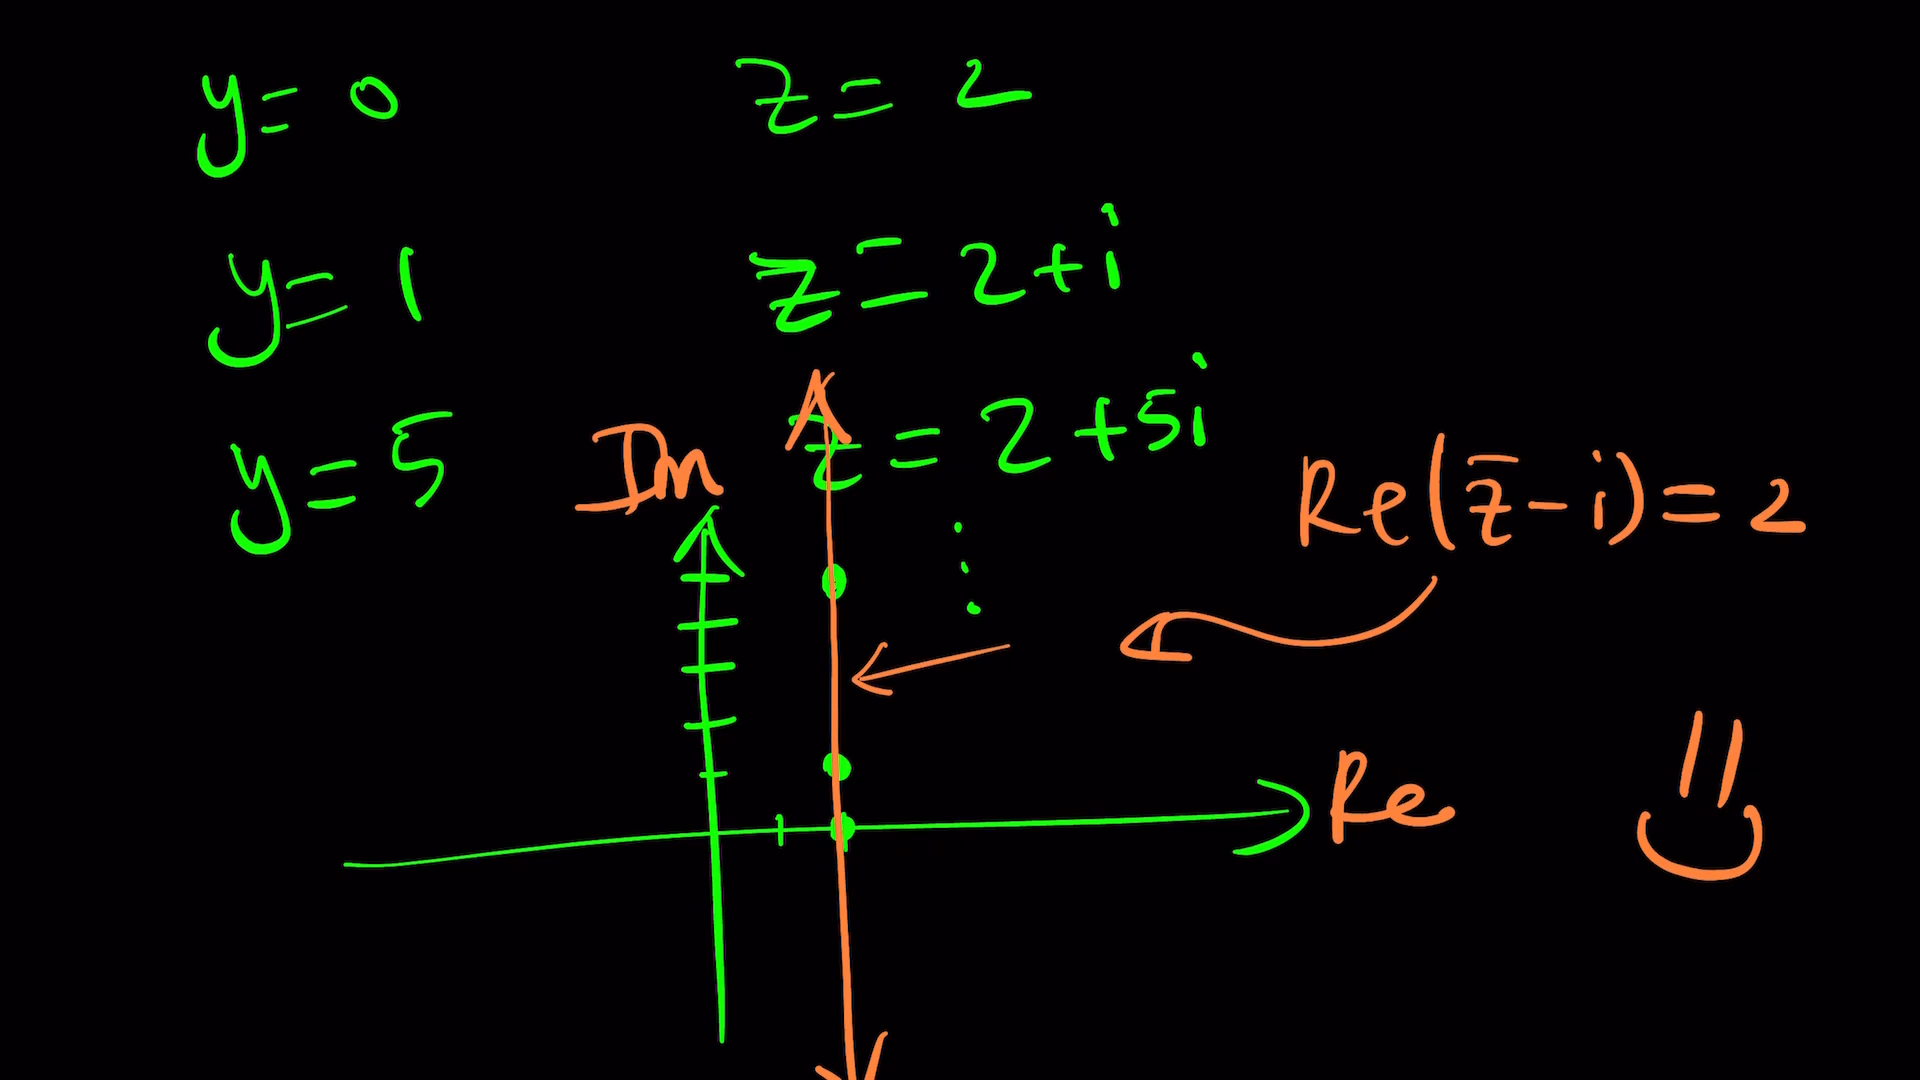 y = 0 z = 2
y = 1 z = 2+i
y = 5 z = 2+5i
Im
⋮
Re(z̄ - i) = 2
Re